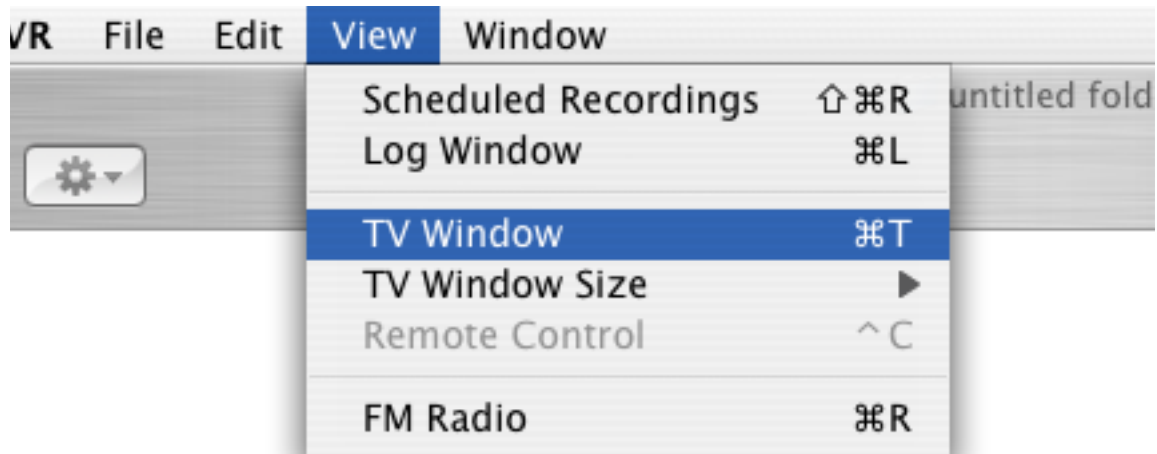 VR File Edit View Window
Scheduled Recordings ⇧⌘R
untitled fold
Log Window ⌘L
TV Window ⌘T
TV Window Size ▶
Remote Control ^C
FM Radio ⌘R